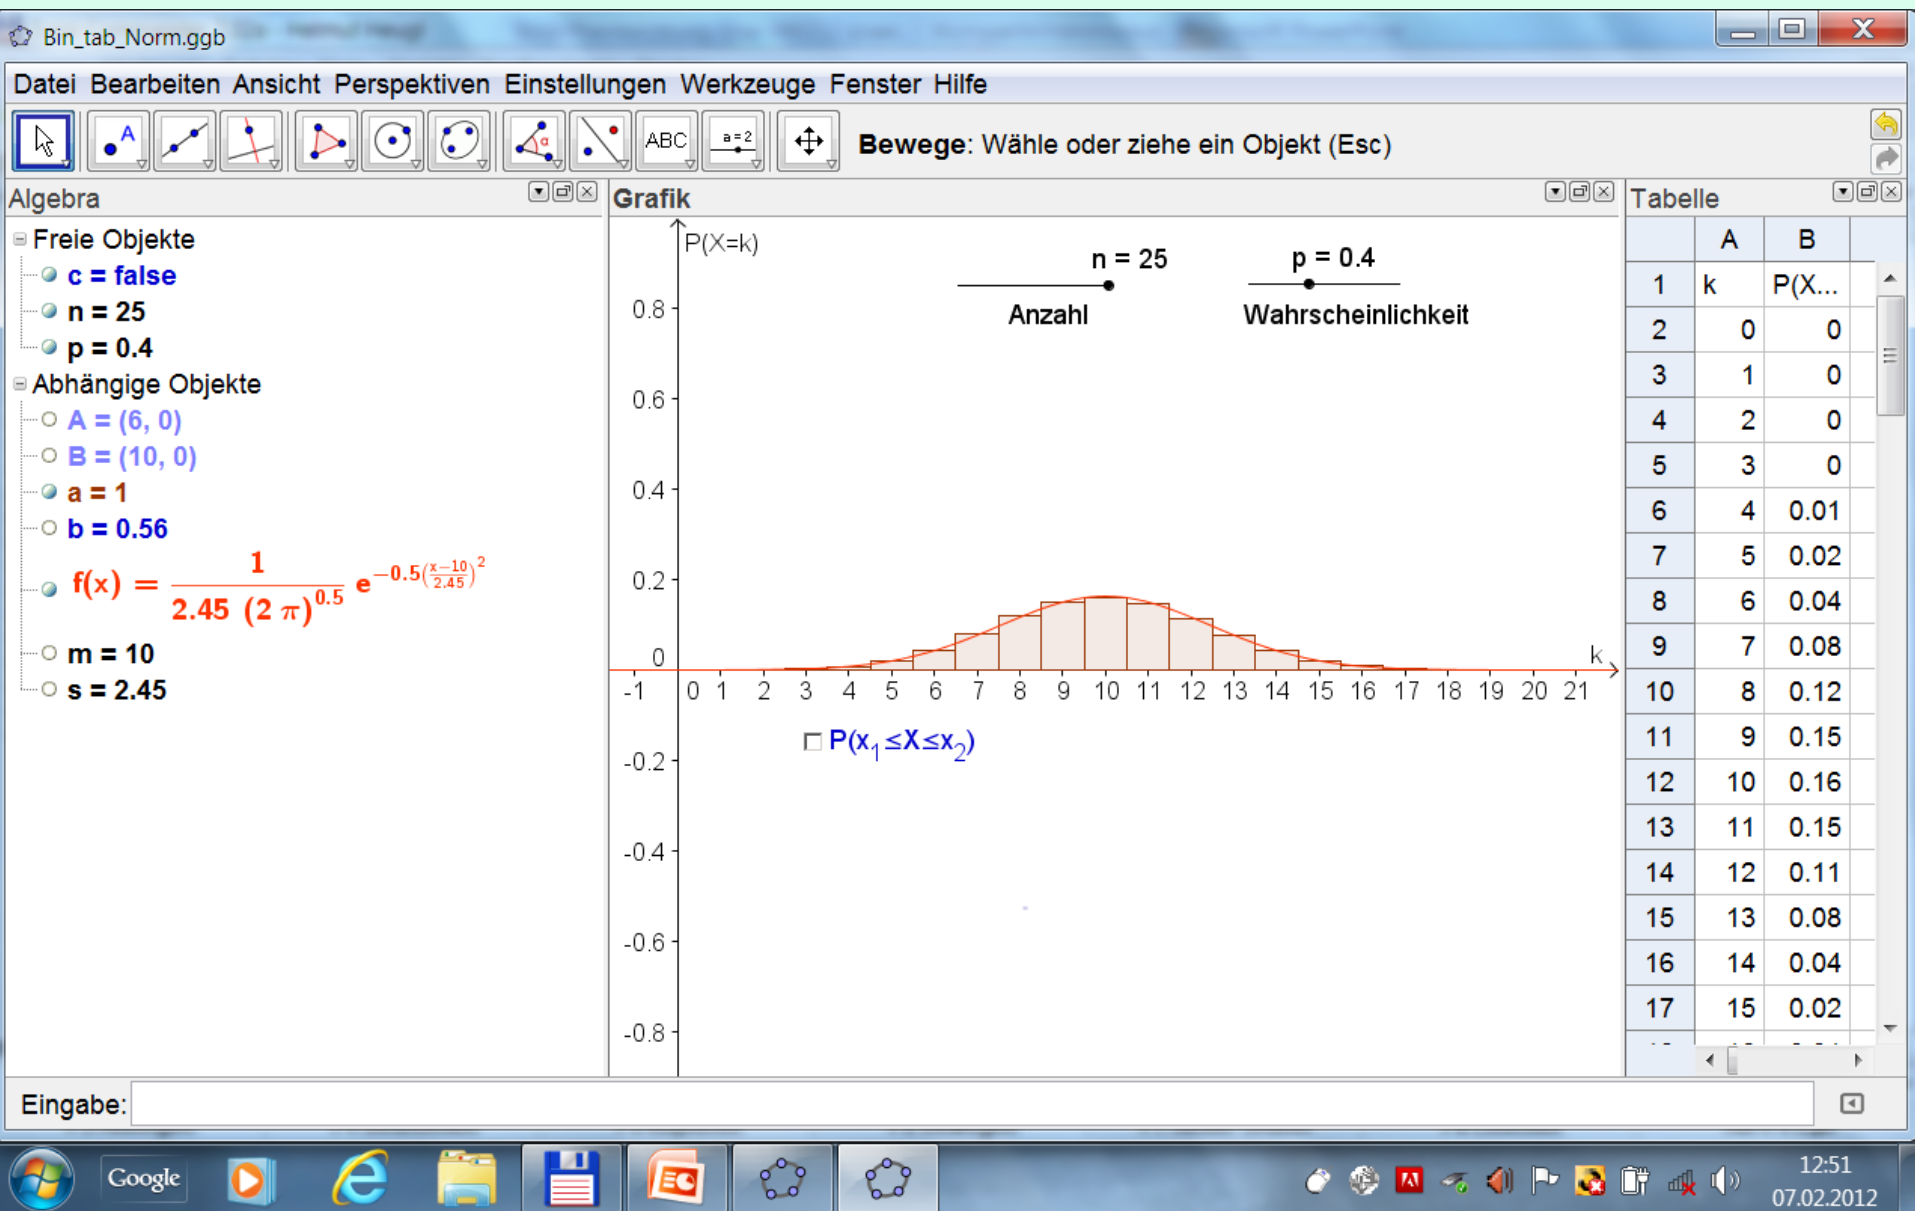 Bin_tab_Norm.ggb
Datei Bearbeiten Ansicht Perspektiven Einstellungen Werkzeuge Fenster Hilfe
A α ABC a=2 Bewege: Wähle oder ziehe ein Objekt (Esc)
Algebra
Freie Objekte
c = false
n = 25
p = 0.4
Abhängige Objekte
A = (6, 0)
B = (10, 0)
a = 1
b = 0.56
f(x) = 1 / (2.45 (2 π)^0.5) e^(−0.5((x−10)/2.45)^2)
m = 10
s = 2.45
Grafik
P(X=k)
n = 25
Anzahl
p = 0.4
Wahrscheinlichkeit
0.8
0.6
0.4
0.2
0
k
-1 0 1 2 3 4 5 6 7 8 9 10 11 12 13 14 15 16 17 18 19 20 21
P(x₁≤X≤x₂)
-0.2
-0.4
-0.6
-0.8
Tabelle
A B
1 k P(X...
2 0 0
3 1 0
4 2 0
5 3 0
6 4 0.01
7 5 0.02
8 6 0.04
9 7 0.08
10 8 0.12
11 9 0.15
12 10 0.16
13 11 0.15
14 12 0.11
15 13 0.08
16 14 0.04
17 15 0.02
Eingabe:
Google
12:51
07.02.2012